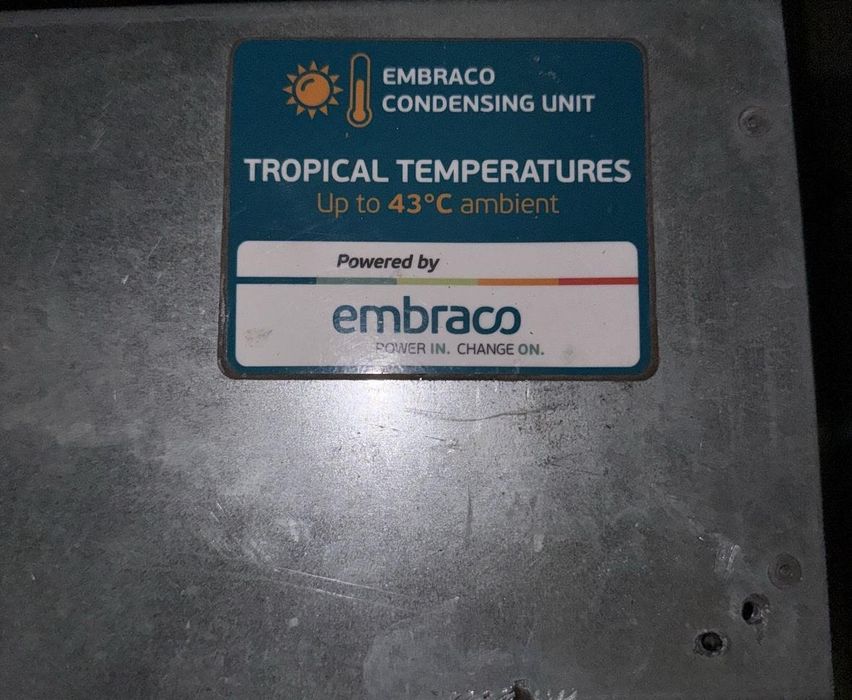 EMBRACO
CONDENSING UNIT
TROPICAL TEMPERATURES
Up to 43°C ambient
Powered by
embraco
POWER IN. CHANGE ON.